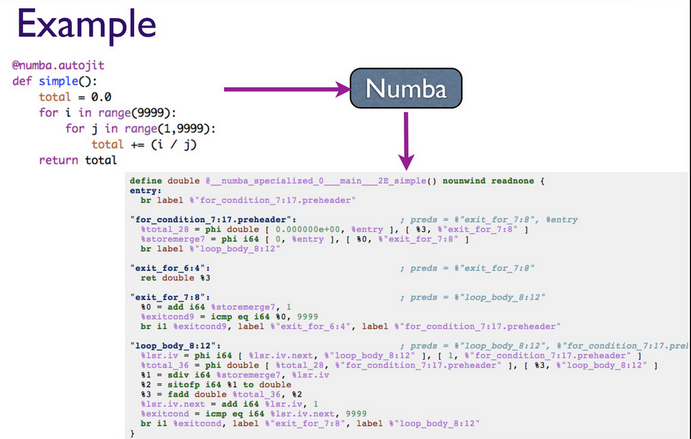 Example
@numba.autojit
def simple():
    total = 0.0
    for i in range(9999):
        for j in range(1,9999):
            total += (i / j)
    return total
Numba
define double @__numba_specialized_0___main___2E_simple() nounwind readnone {
entry:
  br label %"for_condition_7:17.preheader"
"for_condition_7:17.preheader":                ; preds = %"exit_for_7:8", %entry
  %total_28 = phi double [ 0.000000e+00, %entry ], [ %3, %"exit_for_7:8" ]
  %storemerge7 = phi i64 [ 0, %entry ], [ %0, %"exit_for_7:8" ]
  br label %"loop_body_8:12"
"exit_for_6:4":                                ; preds = %"exit_for_7:8"
  ret double %3
"exit_for_7:8":                                ; preds = %"loop_body_8:12"
  %0 = add i64 %storemerge7, 1
  %exitcond9 = icmp eq i64 %0, 9999
  br i1 %exitcond9, label %"exit_for_6:4", label %"for_condition_7:17.preheader"
"loop_body_8:12":                              ; preds = %"loop_body_8:12", %"for_condition_7:17.prehe
  %lsr.iv = phi i64 [ %lsr.iv.next, %"loop_body_8:12" ], [ 1, %"for_condition_7:17.preheader" ]
  %total_36 = phi double [ %total_28, %"for_condition_7:17.preheader" ], [ %3, %"loop_body_8:12" ]
  %1 = sdiv i64 %storemerge7, %lsr.iv
  %2 = sitofp i64 %1 to double
  %3 = fadd double %total_36, %2
  %lsr.iv.next = add i64 %lsr.iv, 1
  %exitcond = icmp eq i64 %lsr.iv.next, 9999
  br i1 %exitcond, label %"exit_for_7:8", label %"loop_body_8:12"
}